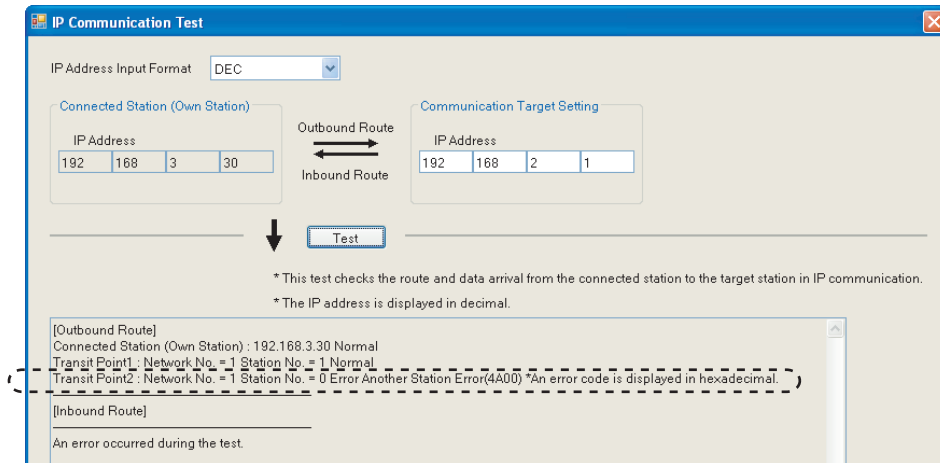 IP Communication Test
IP Address Input Format DEC
Connected Station (Own Station)
IP Address
192 168 3 30
Outbound Route
Inbound Route
Communication Target Setting
IP Address
192 168 2 1
Test
* This test checks the route and data arrival from the connected station to the target station in IP communication.
* The IP address is displayed in decimal.
[Outbound Route]
Connected Station (Own Station) : 192.168.3.30 Normal
Transit Point1 : Network No. = 1 Station No. = 1 Normal
Transit Point2 : Network No. = 1 Station No. = 0 Error Another Station Error(4A00) *An error code is displayed in hexadecimal.
[Inbound Route]
An error occurred during the test.